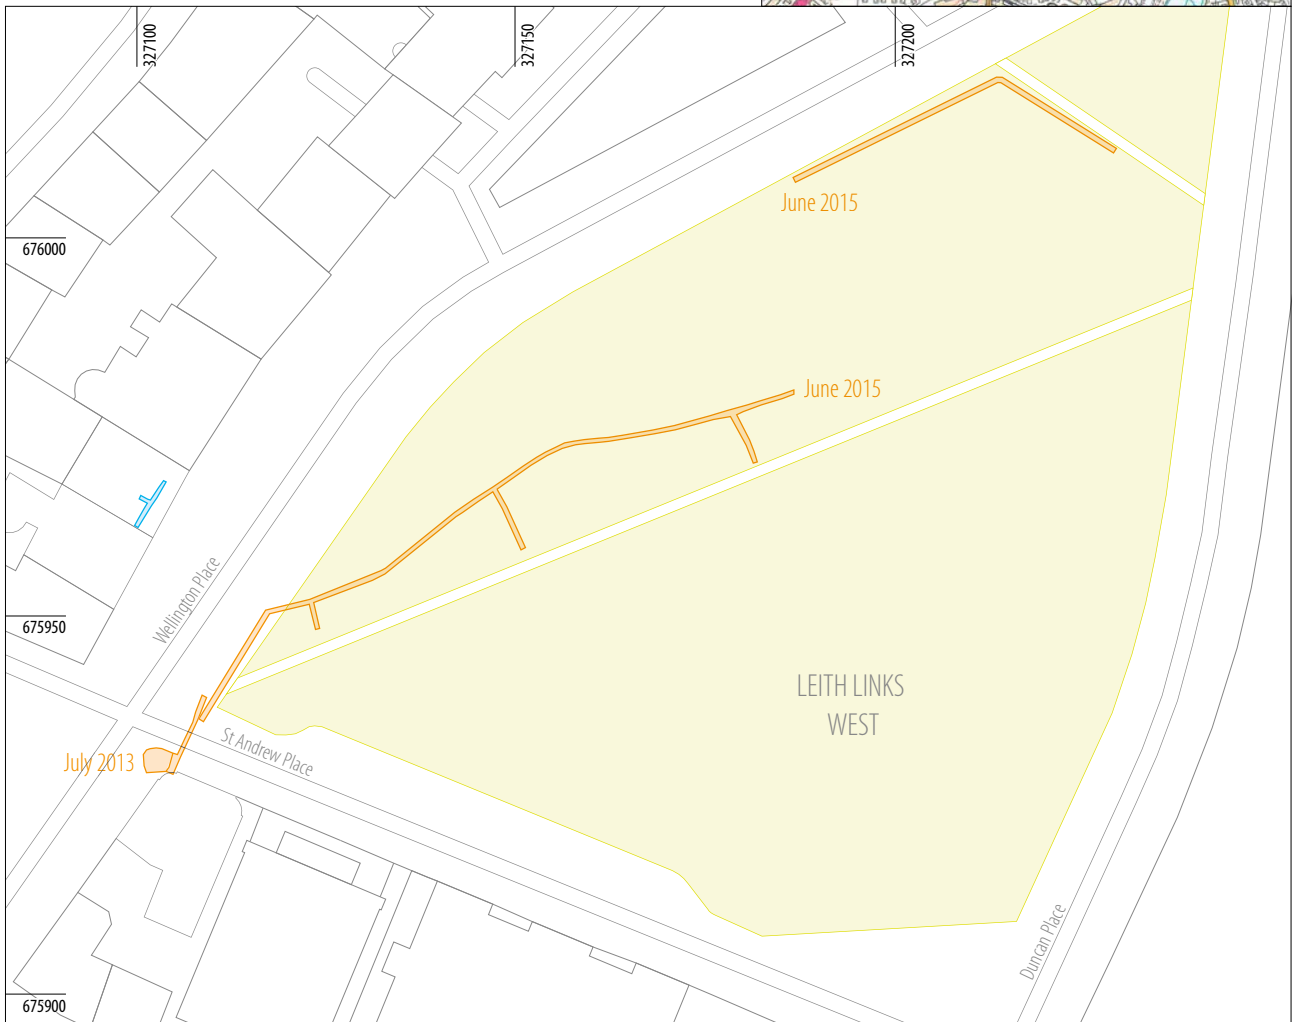 327100
327150
327200
June 2015
676000
June 2015
Wellington Place
675950
LEITH LINKS
WEST
St Andrew Place
July 2013
Duncan Place
675900